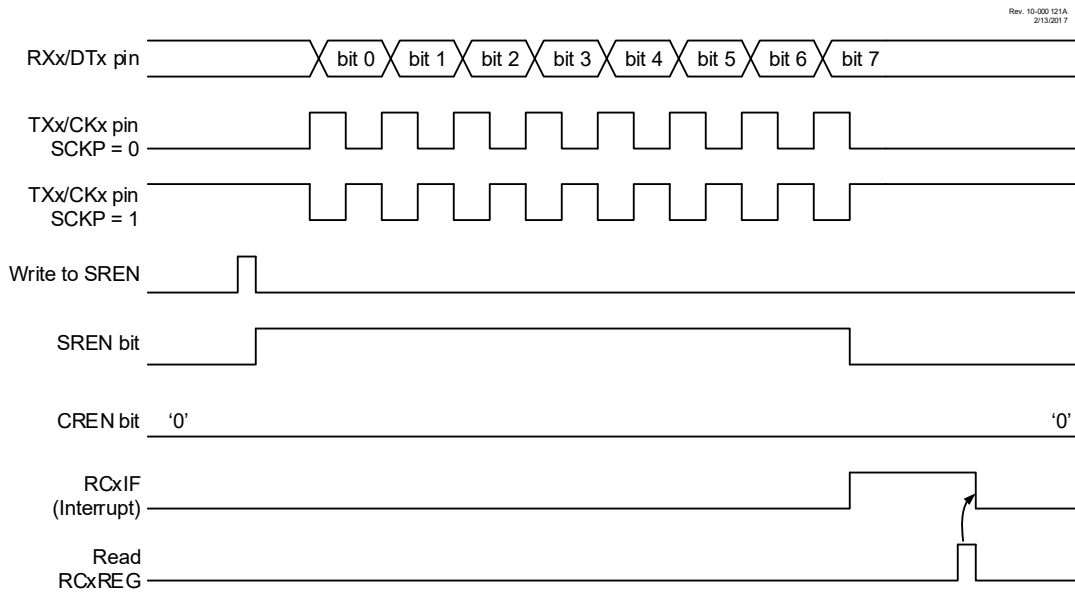 Rev. 10-000 121A
2/13/2017
RXx/DTx pin
bit 0 bit 1 bit 2 bit 3 bit 4 bit 5 bit 6 bit 7
TXx/CKx pin
SCKP = 0
TXx/CKx pin
SCKP = 1
Write to SREN
SREN bit
CREN bit ‘0’ ‘0’
RCxIF
(Interrupt)
Read
RCxREG